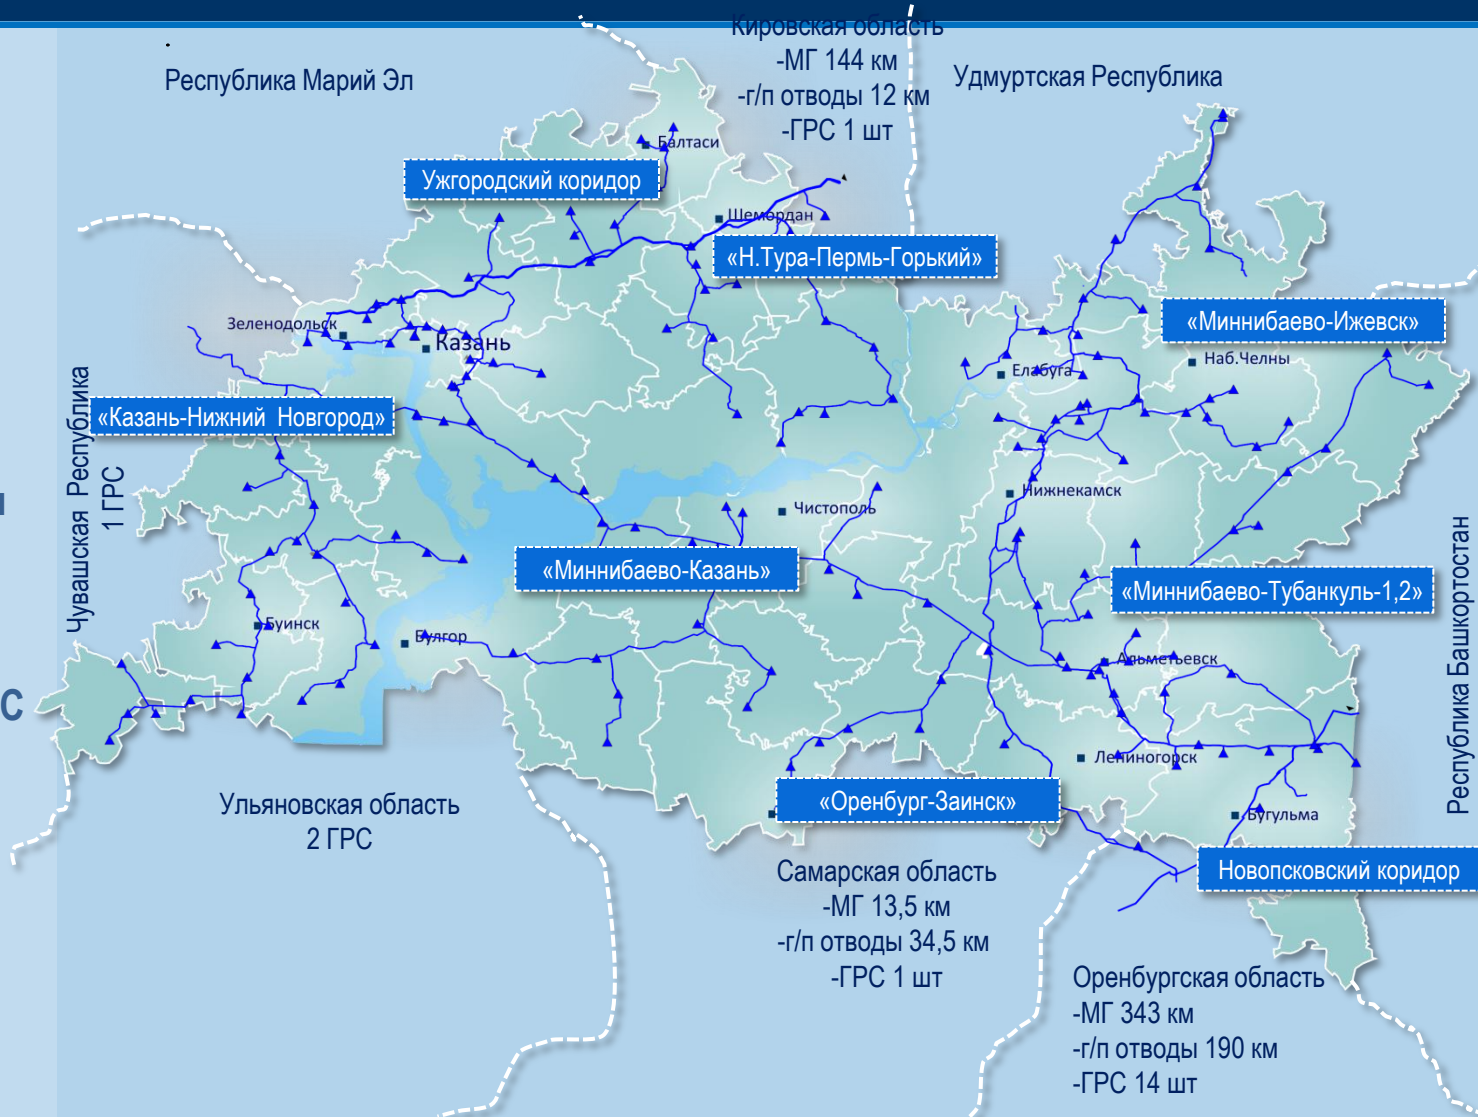 Кировская область
-МГ 144 км
-г/п отводы 12 км
-ГРС 1 шт
Республика Марий Эл
Удмуртская Республика
Балтаси
Ужгородский коридор
Шемордан
«Н.Тура-Пермь-Горький»
Зеленодольск
Казань
«Миннибаево-Ижевск»
Наб.Челны
Елабуга
«Казань-Нижний Новгород»
Чувашская Республика
1 ГРС
Нижнекамск
Чистополь
«Миннибаево-Казань»
«Миннибаево-Тубанкуль-1,2»
Буинск
Булгор
Альметьевск
Республика Башкортостан
С
Лениногорск
«Оренбург-Заинск»
Бугульма
Ульяновская область
2 ГРС
Новопсковский коридор
Самарская область
-МГ 13,5 км
-г/п отводы 34,5 км
-ГРС 1 шт
Оренбургская область
-МГ 343 км
-г/п отводы 190 км
-ГРС 14 шт